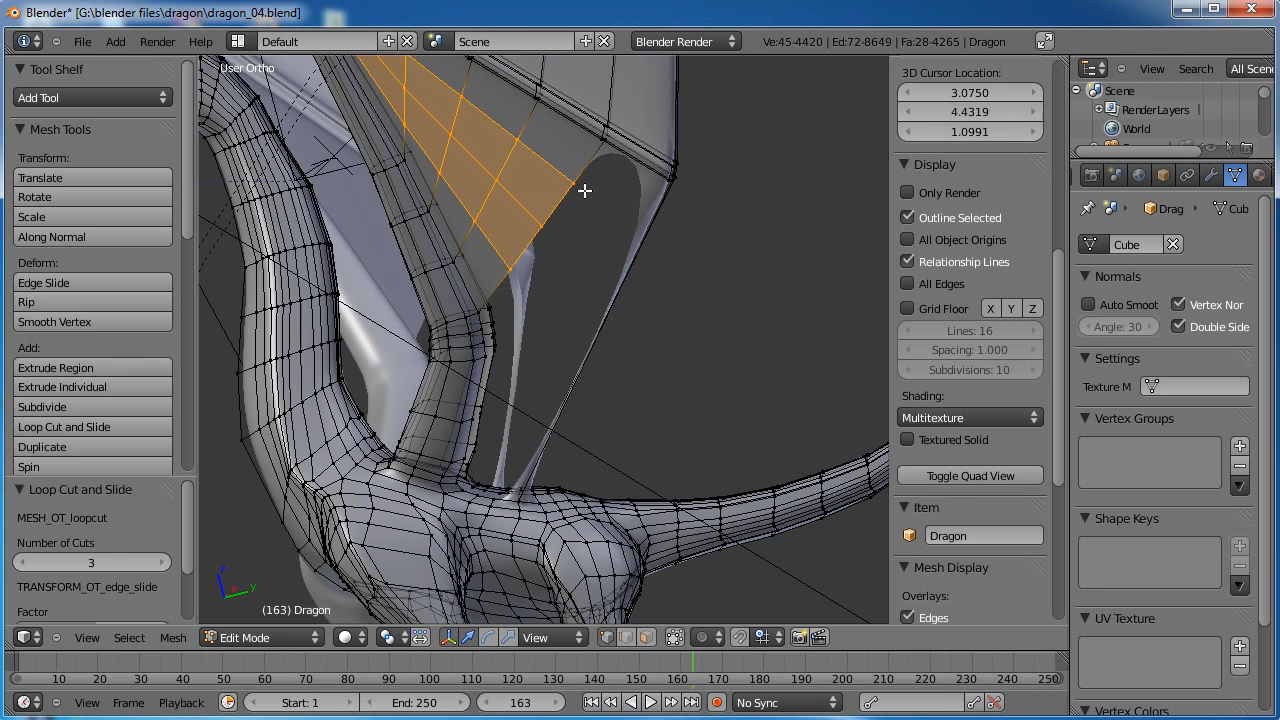 Blender* [G:\blender files\dragon\dragon_04.blend]
File Add Render Help Default Scene Blender Render Ve:45-4420 | Ed:72-8649 | Fa:28-4265 | Dragon
Tool Shelf
Add Tool
Mesh Tools
Transform:
Translate
Rotate
Scale
Along Normal
Deform:
Edge Slide
Rip
Smooth Vertex
Add:
Extrude Region
Extrude Individual
Subdivide
Loop Cut and Slide
Duplicate
Spin
Loop Cut and Slide
MESH_OT_loopcut
Number of Cuts
3
TRANSFORM_OT_edge_slide
Factor
User Ortho
z
y
(163) Dragon
3D Cursor Location:
3.0750
4.4319
1.0991
Display
Only Render
Outline Selected
All Object Origins
Relationship Lines
All Edges
Grid Floor X Y Z
Lines: 16
Spacing: 1.000
Subdivisions: 10
Shading:
Multitexture
Textured Solid
Toggle Quad View
Item
Dragon
Mesh Display
Overlays:
Edges
View Search All Scene
Scene
RenderLayers
World
Drag Cub
Cube
Normals
Auto Smoot Vertex Nor
Angle: 30 Double Side
Settings
Texture M
Vertex Groups
Shape Keys
UV Texture
Vertex Colors
View Select Mesh Edit Mode View
10 20 30 40 50 60 70 80 90 100 110 120 130 140 150 160 170 180 190 200 210 220 230 240 250
View Frame Playback Start: 1 End: 250 163 No Sync